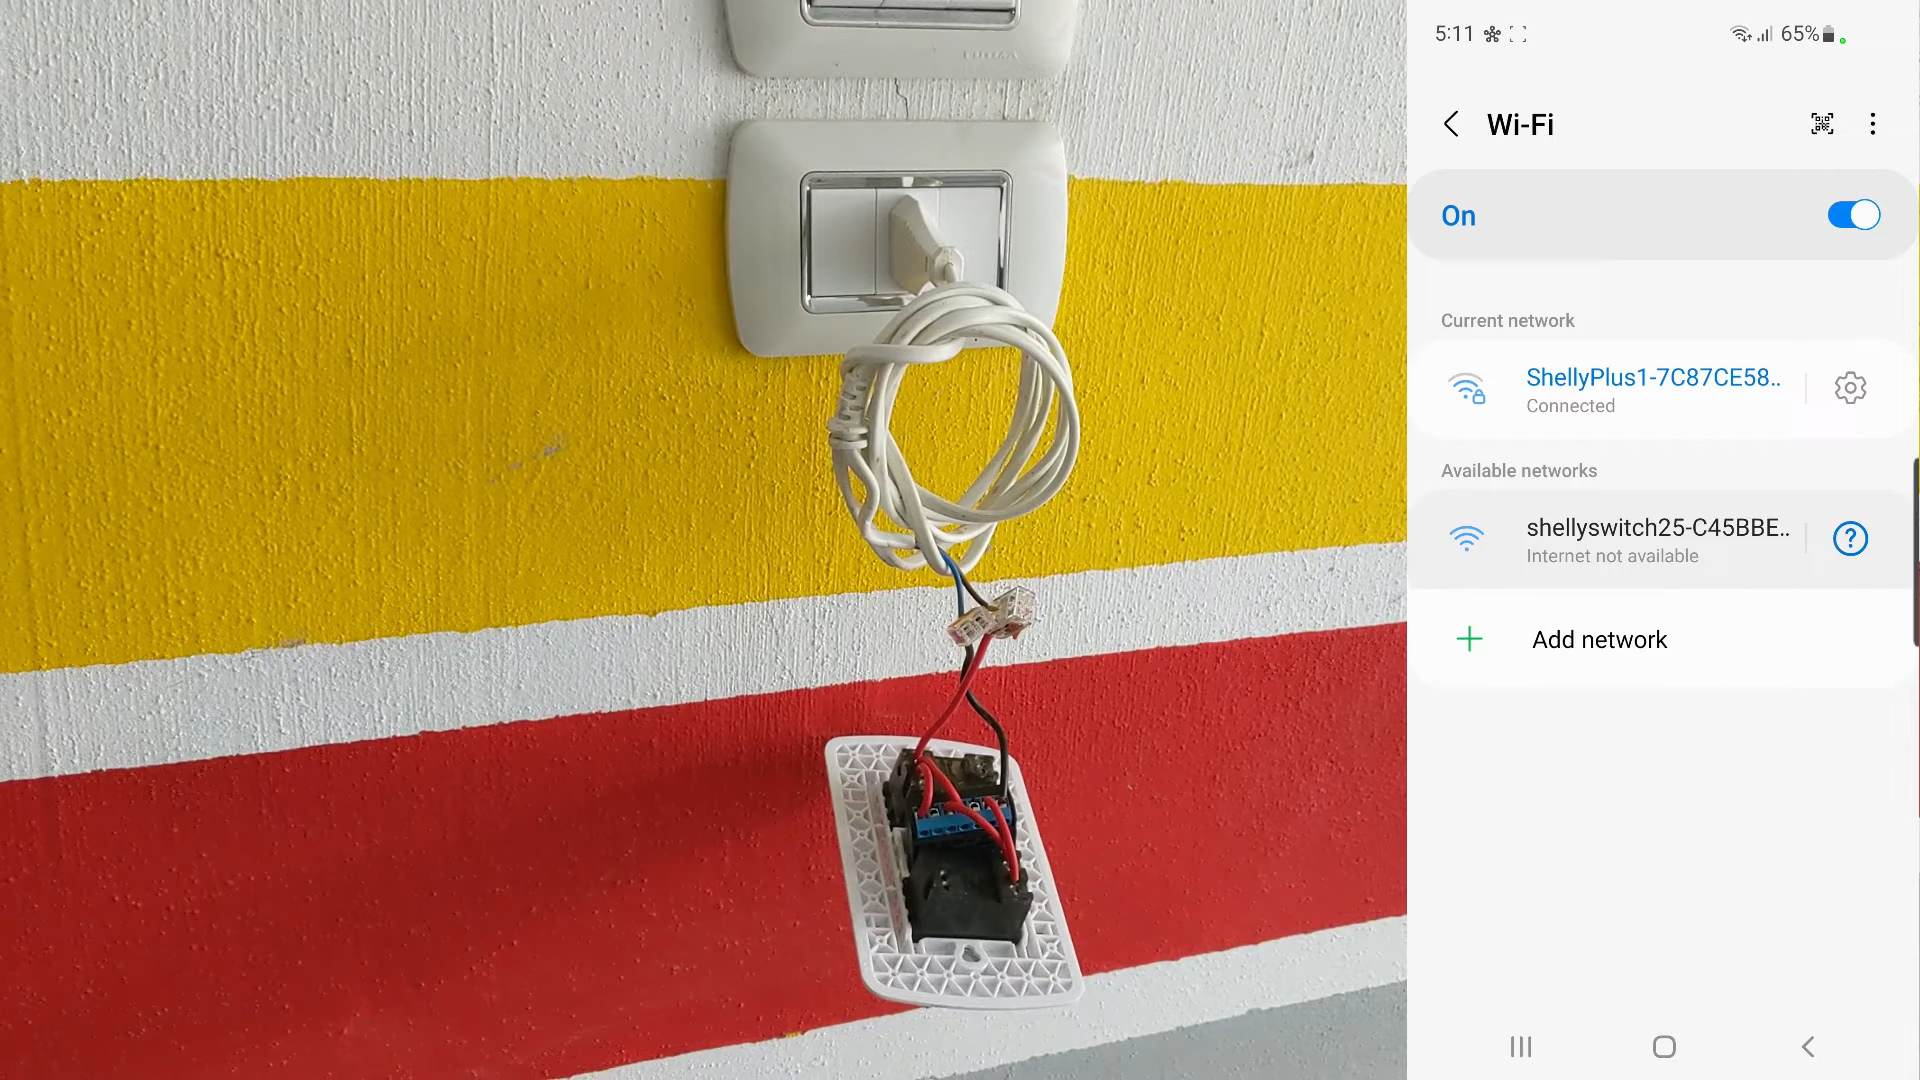 5:11
65%
Wi-Fi
On
Current network
ShellyPlus1-7C87CE58..
Connected
Available networks
shellyswitch25-C45BBE..
Internet not available
Add network